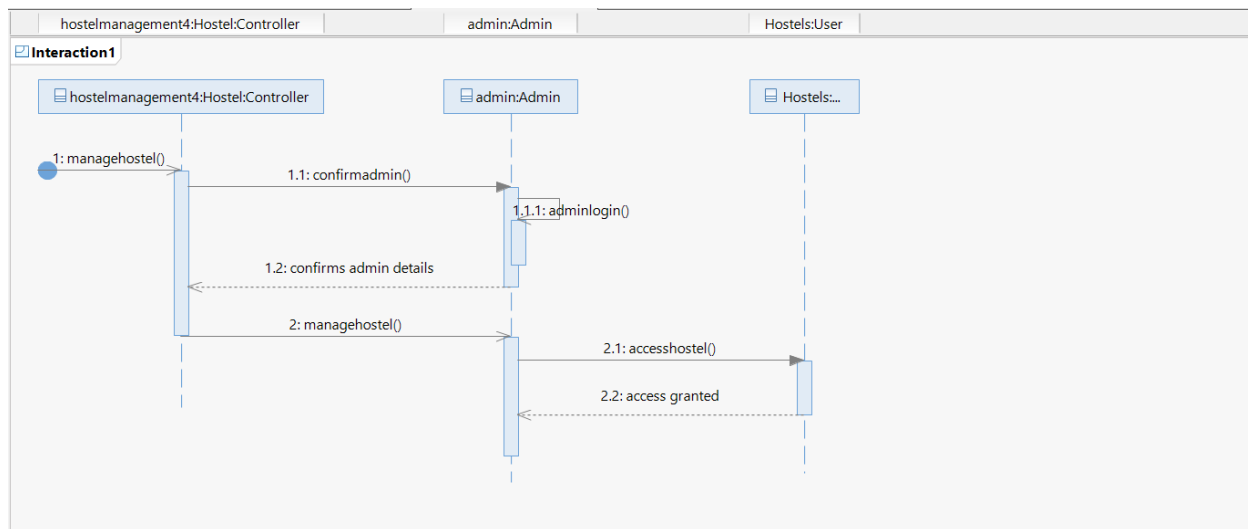 hostelmanagement4:Hostel:Controller
admin:Admin
Hostels:User
Interaction1
hostelmanagement4:Hostel:Controller
admin:Admin
Hostels:...
1: managehostel()
1.1: confirmadmin()
1.1.1: adminlogin()
1.2: confirms admin details
2: managehostel()
2.1: accesshostel()
2.2: access granted